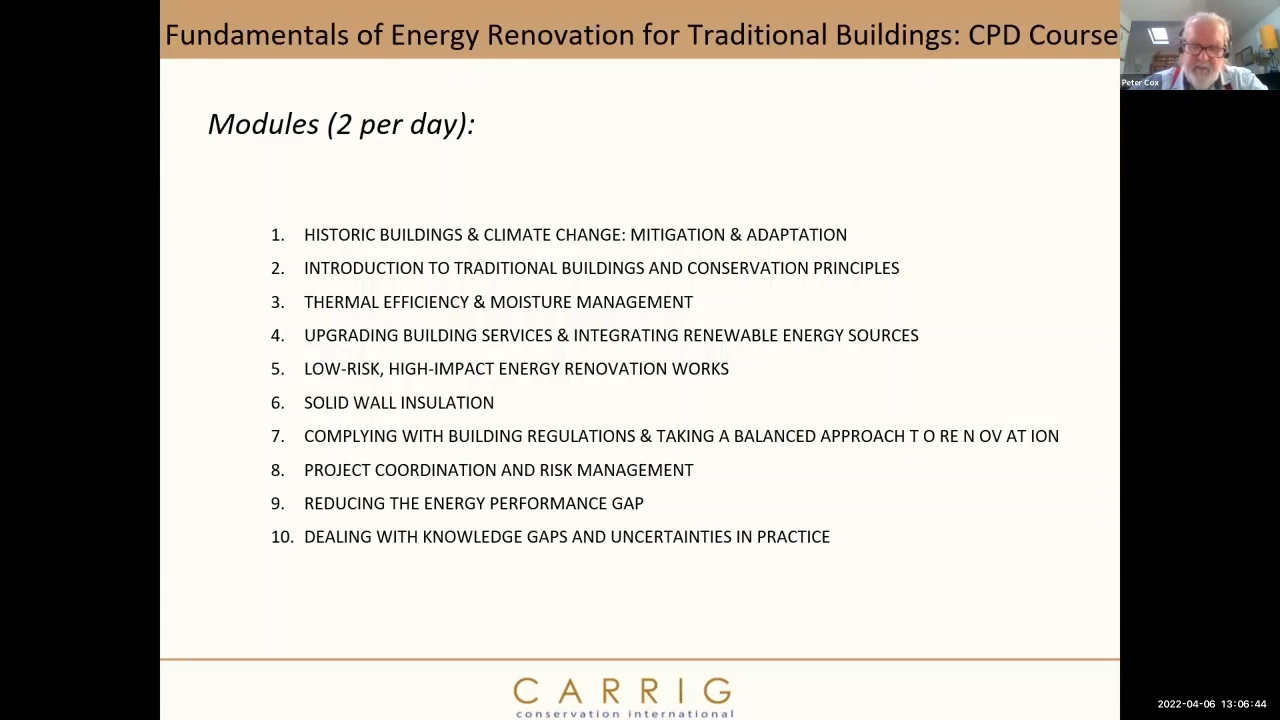 Fundamentals of Energy Renovation for Traditional Buildings: CPD Course
Peter Cox
Modules (2 per day):
1. HISTORIC BUILDINGS & CLIMATE CHANGE: MITIGATION & ADAPTATION
2. INTRODUCTION TO TRADITIONAL BUILDINGS AND CONSERVATION PRINCIPLES
3. THERMAL EFFICIENCY & MOISTURE MANAGEMENT
4. UPGRADING BUILDING SERVICES & INTEGRATING RENEWABLE ENERGY SOURCES
5. LOW-RISK, HIGH-IMPACT ENERGY RENOVATION WORKS
6. SOLID WALL INSULATION
7. COMPLYING WITH BUILDING REGULATIONS & TAKING A BALANCED APPROACH T O RE N OV AT ION
8. PROJECT COORDINATION AND RISK MANAGEMENT
9. REDUCING THE ENERGY PERFORMANCE GAP
10. DEALING WITH KNOWLEDGE GAPS AND UNCERTAINTIES IN PRACTICE
CARRIG
conservation international
2022-04-06 13:06:44